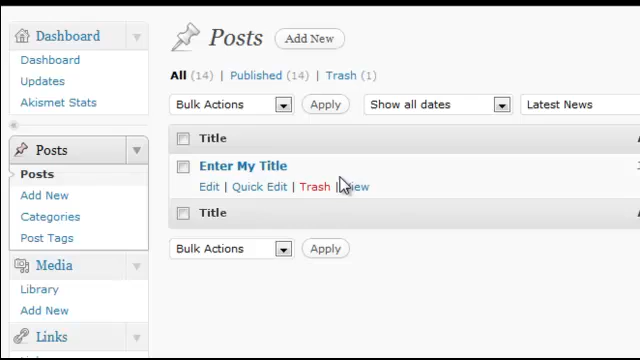 Dashboard
Dashboard
Updates
Akismet Stats
Posts
Posts
Add New
Categories
Post Tags
Media
Library
Add New
Links
Posts Add New
All (14) | Published (14) | Trash (1)
Bulk Actions Apply Show all dates Latest News
Title
Enter My Title
Edit | Quick Edit | Trash | View
Title
Bulk Actions Apply